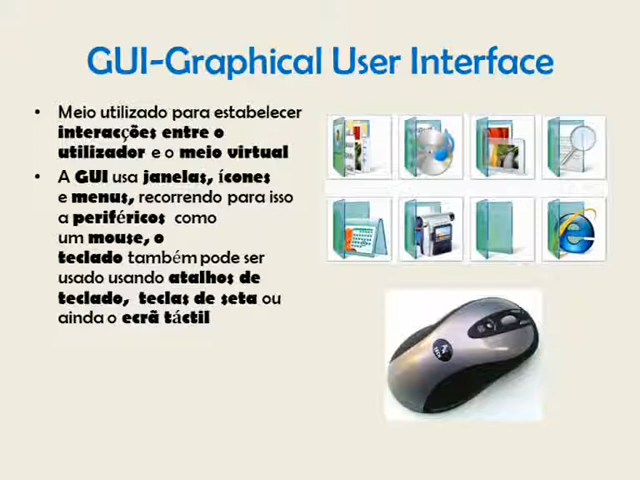 GUI-Graphical User Interface
• Meio utilizado para estabelecer
interacções entre o
utilizador e o meio virtual
• A GUI usa janelas, ícones
e menus, recorrendo para isso
a periféricos como
um mouse, o
teclado também pode ser
usado usando atalhos de
teclado, teclas de seta ou
ainda o ecrã táctil